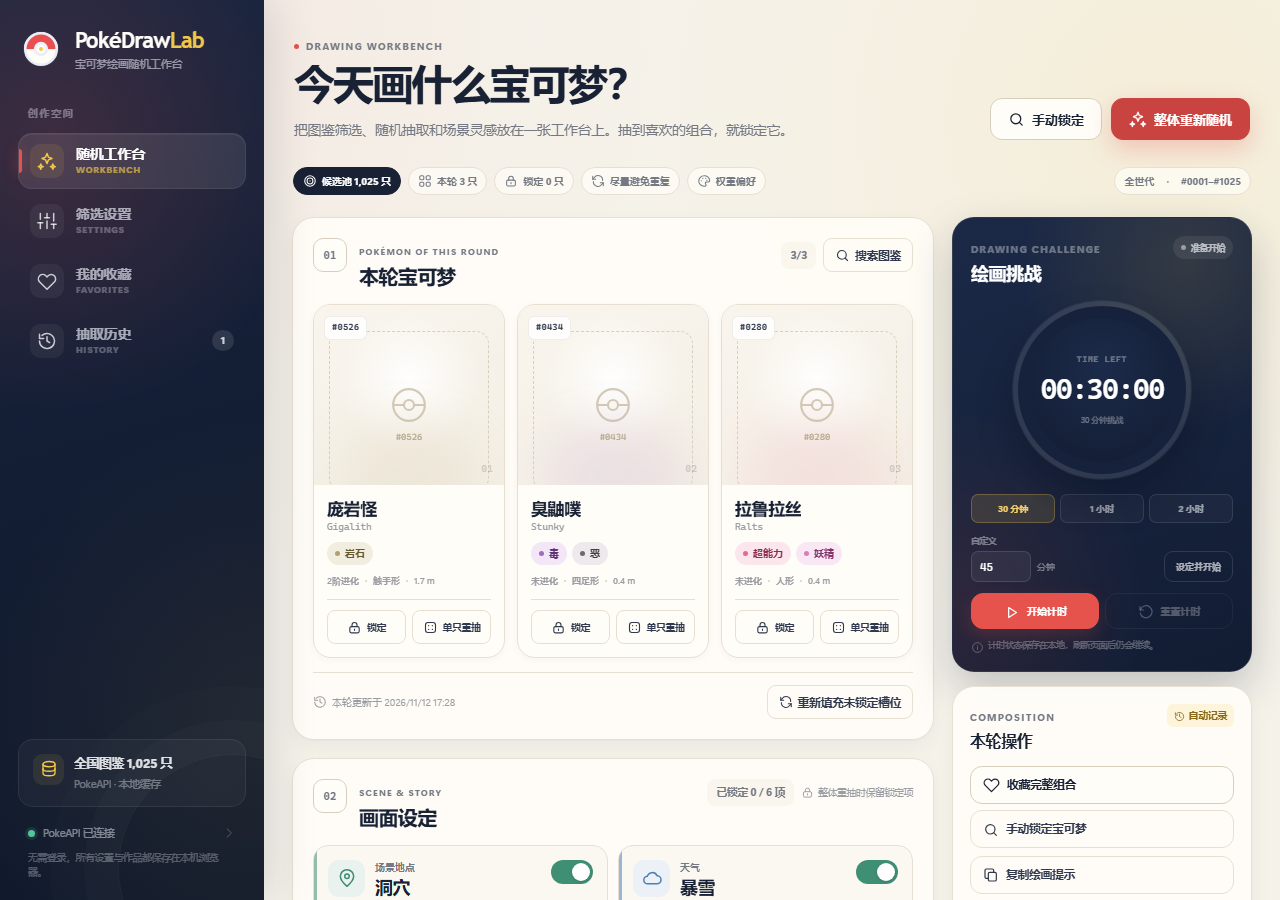 PokéDrawLab
宝可梦绘画随机工作台
创作空间
随机工作台
WORKBENCH
筛选设置
SETTINGS
我的收藏
FAVORITES
抽取历史
HISTORY
1
全国图鉴 1,025 只
PokeAPI · 本地缓存
PokeAPI 已连接
无需登录，所有设置与作品都保存在本机浏览
器。
DRAWING WORKBENCH
今天画什么宝可梦？
把图鉴筛选、随机抽取和场景灵感放在一张工作台上。抽到喜欢的组合，就锁定它。
手动锁定
整体重新随机
候选池 1,025 只
本轮 3 只
锁定 0 只
尽量避免重复
权重偏好
全世代 · #0001–#1025
01
POKÉMON OF THIS ROUND
本轮宝可梦
3/3
搜索图鉴
#0526
#0526
01
庞岩怪
Gigalith
岩石
2阶进化 · 触手形 · 1.7 m
锁定
单只重抽
#0434
#0434
02
臭鼬噗
Stunky
毒
恶
未进化 · 四足形 · 0.4 m
锁定
单只重抽
#0280
#0280
03
拉鲁拉丝
Ralts
超能力
妖精
未进化 · 人形 · 0.4 m
锁定
单只重抽
本轮更新于 2026/11/12 17:28
重新填充未锁定槽位
02
SCENE & STORY
画面设定
已锁定 0 / 6 项
整体重抽时保留锁定项
场景地点
洞穴
天气
暴雪
DRAWING CHALLENGE
绘画挑战
准备开始
TIME LEFT
00:30:00
30 分钟挑战
30 分钟
1 小时
2 小时
自定义
45
分钟
设定并开始
开始计时
重置计时
计时状态保存在本地，刷新页面后仍会继续。
COMPOSITION
本轮操作
自动记录
收藏完整组合
手动锁定宝可梦
复制绘画提示